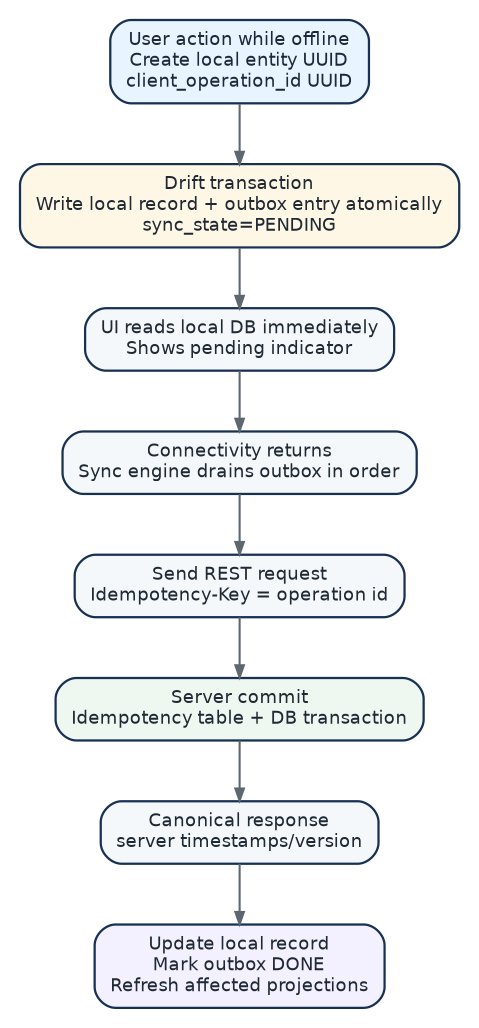 User action while offline
Create local entity UUID
client_operation_id UUID
Drift transaction
Write local record + outbox entry atomically
sync_state=PENDING
UI reads local DB immediately
Shows pending indicator
Connectivity returns
Sync engine drains outbox in order
Send REST request
Idempotency-Key = operation id
Server commit
Idempotency table + DB transaction
Canonical response
server timestamps/version
Update local record
Mark outbox DONE
Refresh affected projections